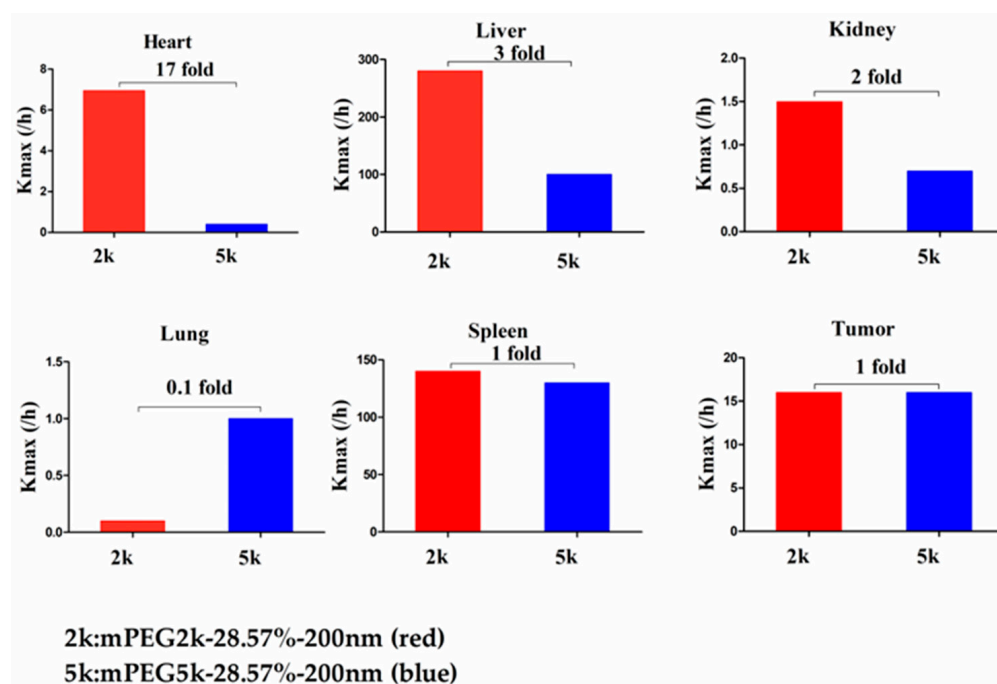 Heart
17 fold
Kmax (/h)
8
6
4
2
0
2k
5k
Liver
3 fold
Kmax (/h)
300
200
100
0
2k
5k
Kidney
2 fold
Kmax (/h)
2.0
1.5
1.0
0.5
0.0
2k
5k
Lung
0.1 fold
Kmax (/h)
1.5
1.0
0.5
0.0
2k
5k
Spleen
1 fold
Kmax (/h)
150
100
50
0
2k
5k
Tumor
1 fold
Kmax (/h)
20
15
10
5
0
2k
5k
2k:mPEG2k-28.57%-200nm (red)
5k:mPEG5k-28.57%-200nm (blue)